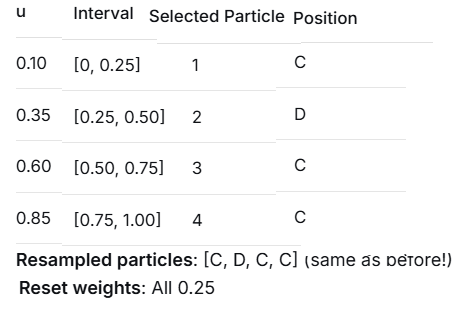 u Interval Selected Particle Position
0.10 [0, 0.25] 1 C
0.35 [0.25, 0.50] 2 D
0.60 [0.50, 0.75] 3 C
0.85 [0.75, 1.00] 4 C
Resampled particles: [C, D, C, C] (same as before!)
Reset weights: All 0.25